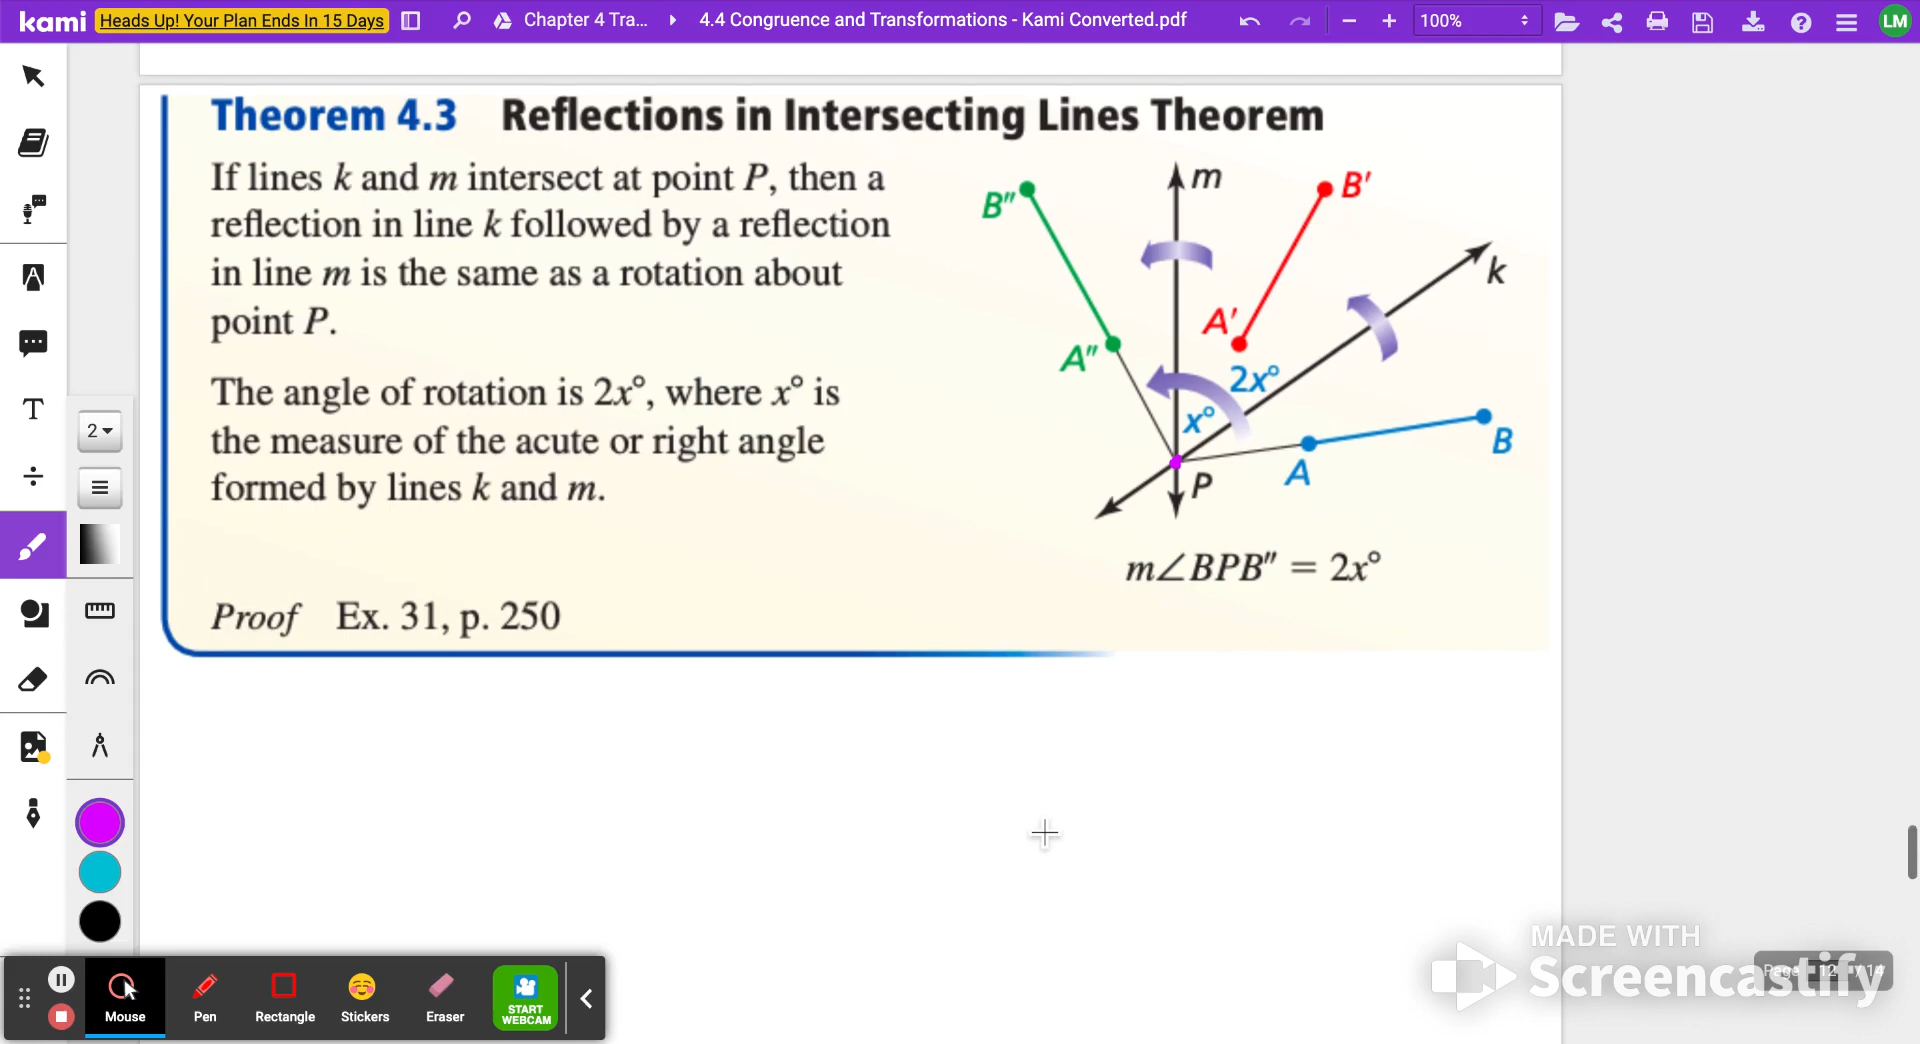 kami Heads Up! Your Plan Ends In 15 Days Chapter 4 Tra... 4.4 Congruence and Transformations - Kami Converted.pdf 100% LM
Theorem 4.3 Reflections in Intersecting Lines Theorem
If lines k and m intersect at point P, then a
reflection in line k followed by a reflection
in line m is the same as a rotation about
point P.
The angle of rotation is 2x°, where x° is
the measure of the acute or right angle
formed by lines k and m.
Proof Ex. 31, p. 250
m
B″
B′
k
A′
A″
2x°
x°
B
A
P
m∠BPB″ = 2x°
T
2
MADE WITH
Screencastify
Page 12 / 14
Mouse
Pen
Rectangle
Stickers
Eraser
START
WEBCAM